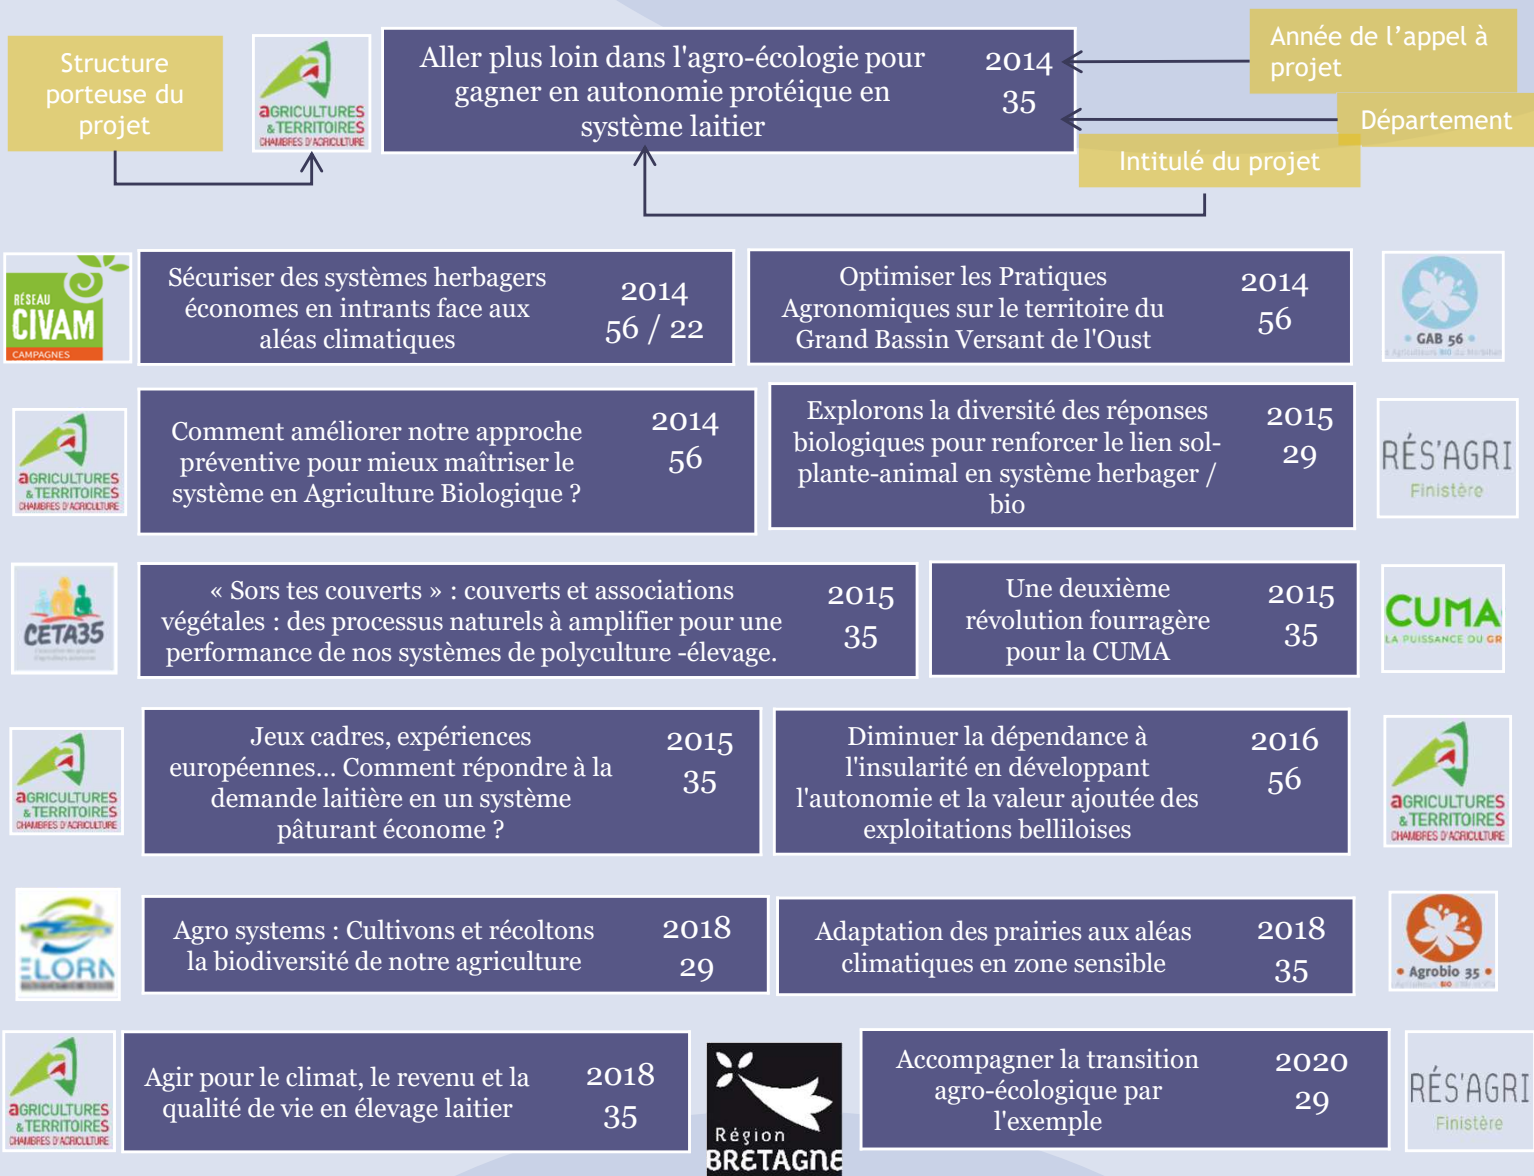 Structure
porteuse du
projet
aGRICULTURES
& TERRITOIRES
CHAMBRES D'AGRICULTURE
Aller plus loin dans l'agro-écologie pour
gagner en autonomie protéique en
système laitier
2014
35
Année de l'appel à
projet
Département
Intitulé du projet
RÉSEAU
CIVAM
CAMPAGNES
Sécuriser des systèmes herbagers
économes en intrants face aux
aléas climatiques
2014
56 / 22
Optimiser les Pratiques
Agronomiques sur le territoire du
Grand Bassin Versant de l'Oust
2014
56
• GAB 56 •
aGRICULTURES
& TERRITOIRES
CHAMBRES D'AGRICULTURE
Comment améliorer notre approche
préventive pour mieux maîtriser le
système en Agriculture Biologique ?
2014
56
Explorons la diversité des réponses
biologiques pour renforcer le lien sol-
plante-animal en système herbager /
bio
2015
29
RÉS'AGRI
Finistère
CETA35
« Sors tes couverts » : couverts et associations
végétales : des processus naturels à amplifier pour une
performance de nos systèmes de polyculture -élevage.
2015
35
Une deuxième
révolution fourragère
pour la CUMA
2015
35
CUMA
LA PUISSANCE DU GR
aGRICULTURES
& TERRITOIRES
CHAMBRES D'AGRICULTURE
Jeux cadres, expériences
européennes... Comment répondre à la
demande laitière en un système
pâturant économe ?
2015
35
Diminuer la dépendance à
l'insularité en développant
l'autonomie et la valeur ajoutée des
exploitations belliloises
2016
56
aGRICULTURES
& TERRITOIRES
CHAMBRES D'AGRICULTURE
ELORN
Agro systems : Cultivons et récoltons
la biodiversité de notre agriculture
2018
29
Adaptation des prairies aux aléas
climatiques en zone sensible
2018
35
• Agrobio 35 •
aGRICULTURES
& TERRITOIRES
CHAMBRES D'AGRICULTURE
Agir pour le climat, le revenu et la
qualité de vie en élevage laitier
2018
35
Région
BRETAGNE
Accompagner la transition
agro-écologique par
l'exemple
2020
29
RÉS'AGRI
Finistère